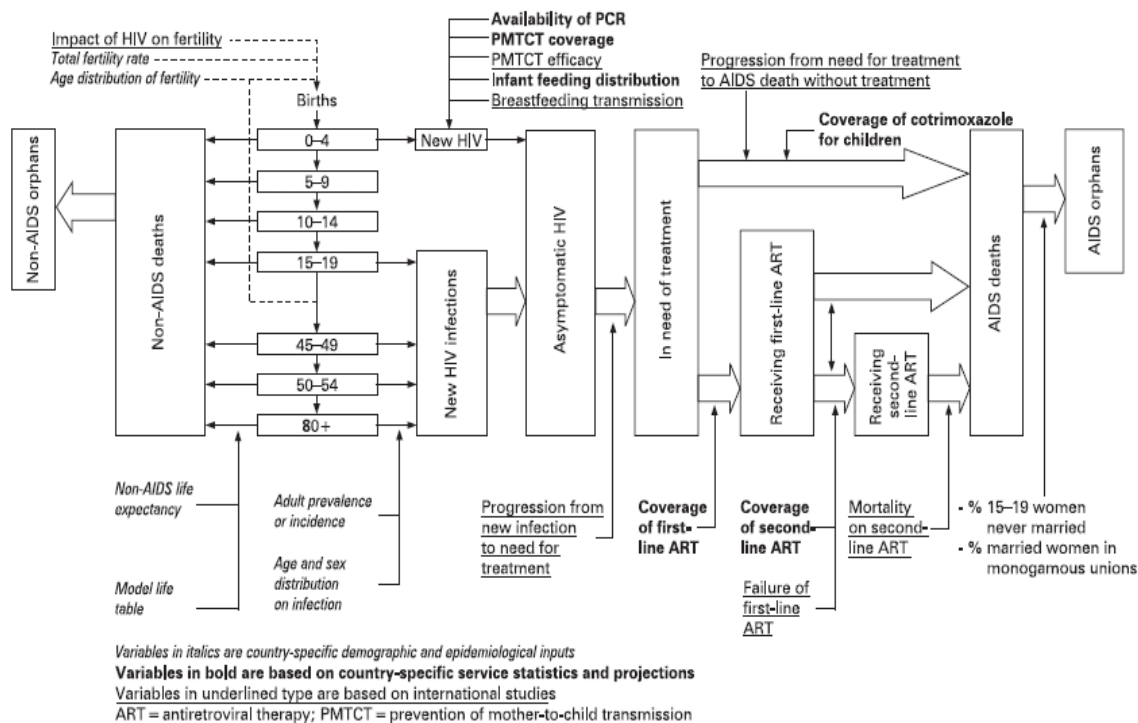 Impact of HIV on fertility
Total fertility rate
Age distribution of fertility
Births
Availability of PCR
PMTCT coverage
PMTCT efficacy
Infant feeding distribution
Breastfeeding transmission
Progression from need for treatment
to AIDS death without treatment
Coverage of cotrimoxazole
for children
Non-AIDS orphans
Non-AIDS deaths
0–4
5–9
10–14
15–19
45–49
50–54
80+
New HIV
New HIV infections
Asymptomatic HIV
In need of treatment
Receiving first-line ART
Receiving
second-
line ART
AIDS deaths
AIDS orphans
Non-AIDS life
expectancy
Model life
table
Adult prevalence
or incidence
Age and sex
distribution
on infection
Progression from
new infection
to need for
treatment
Coverage
of first-
line ART
Coverage
of second-
line ART
Failure of
first-line
ART
Mortality
on second-
line ART
- % 15–19 women
never married
- % married women in
monogamous unions
Variables in italics are country-specific demographic and epidemiological inputs
Variables in bold are based on country-specific service statistics and projections
Variables in underlined type are based on international studies
ART = antiretroviral therapy; PMTCT = prevention of mother-to-child transmission